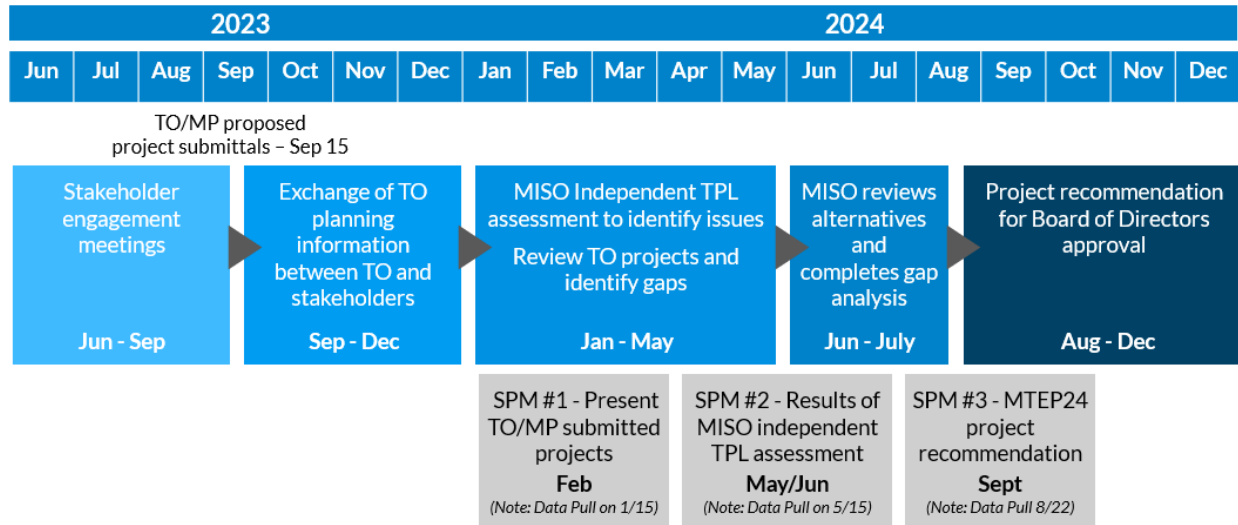 2023
2024
Jun Jul Aug Sep Oct Nov Dec Jan Feb Mar Apr May Jun Jul Aug Sep Oct Nov Dec
TO/MP proposed
project submittals – Sep 15
Stakeholder
engagement
meetings
Jun - Sep
Exchange of TO
planning
information
between TO and
stakeholders
Sep - Dec
MISO Independent TPL
assessment to identify issues
Review TO projects and
identify gaps
Jan - May
MISO reviews
alternatives
and
completes gap
analysis
Jun - July
Project recommendation
for Board of Directors
approval
Aug - Dec
SPM #1 - Present
TO/MP submitted
projects
Feb
(Note: Data Pull on 1/15)
SPM #2 - Results of
MISO independent
TPL assessment
May/Jun
(Note: Data Pull on 5/15)
SPM #3 - MTEP24
project
recommendation
Sept
(Note: Data Pull 8/22)